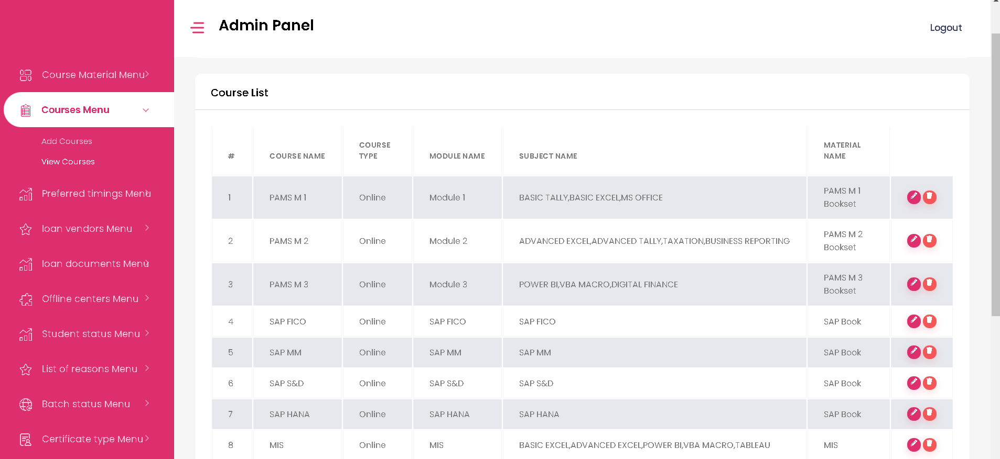 Admin Panel
Logout
Course Material Menu
Courses Menu
Add Courses
View Courses
Preferred timings Menu
loan vendors Menu
loan documents Menu
Offline centers Menu
Student status Menu
List of reasons Menu
Batch status Menu
Certificate type Menu
Course List
# COURSE NAME COURSE TYPE MODULE NAME SUBJECT NAME MATERIAL NAME
1 PAMS M 1 Online Module 1 BASIC TALLY,BASIC EXCEL,MS OFFICE PAMS M 1 Bookset
2 PAMS M 2 Online Module 2 ADVANCED EXCEL,ADVANCED TALLY,TAXATION,BUSINESS REPORTING PAMS M 2 Bookset
3 PAMS M 3 Online Module 3 POWER BI,VBA MACRO,DIGITAL FINANCE PAMS M 3 Bookset
4 SAP FICO Online SAP FICO SAP FICO SAP Book
5 SAP MM Online SAP MM SAP MM SAP Book
6 SAP S&D Online SAP S&D SAP S&D SAP Book
7 SAP HANA Online SAP HANA SAP HANA SAP Book
8 MIS Online MIS BASIC EXCEL,ADVANCED EXCEL,POWER BI,VBA MACRO,TABLEAU MIS